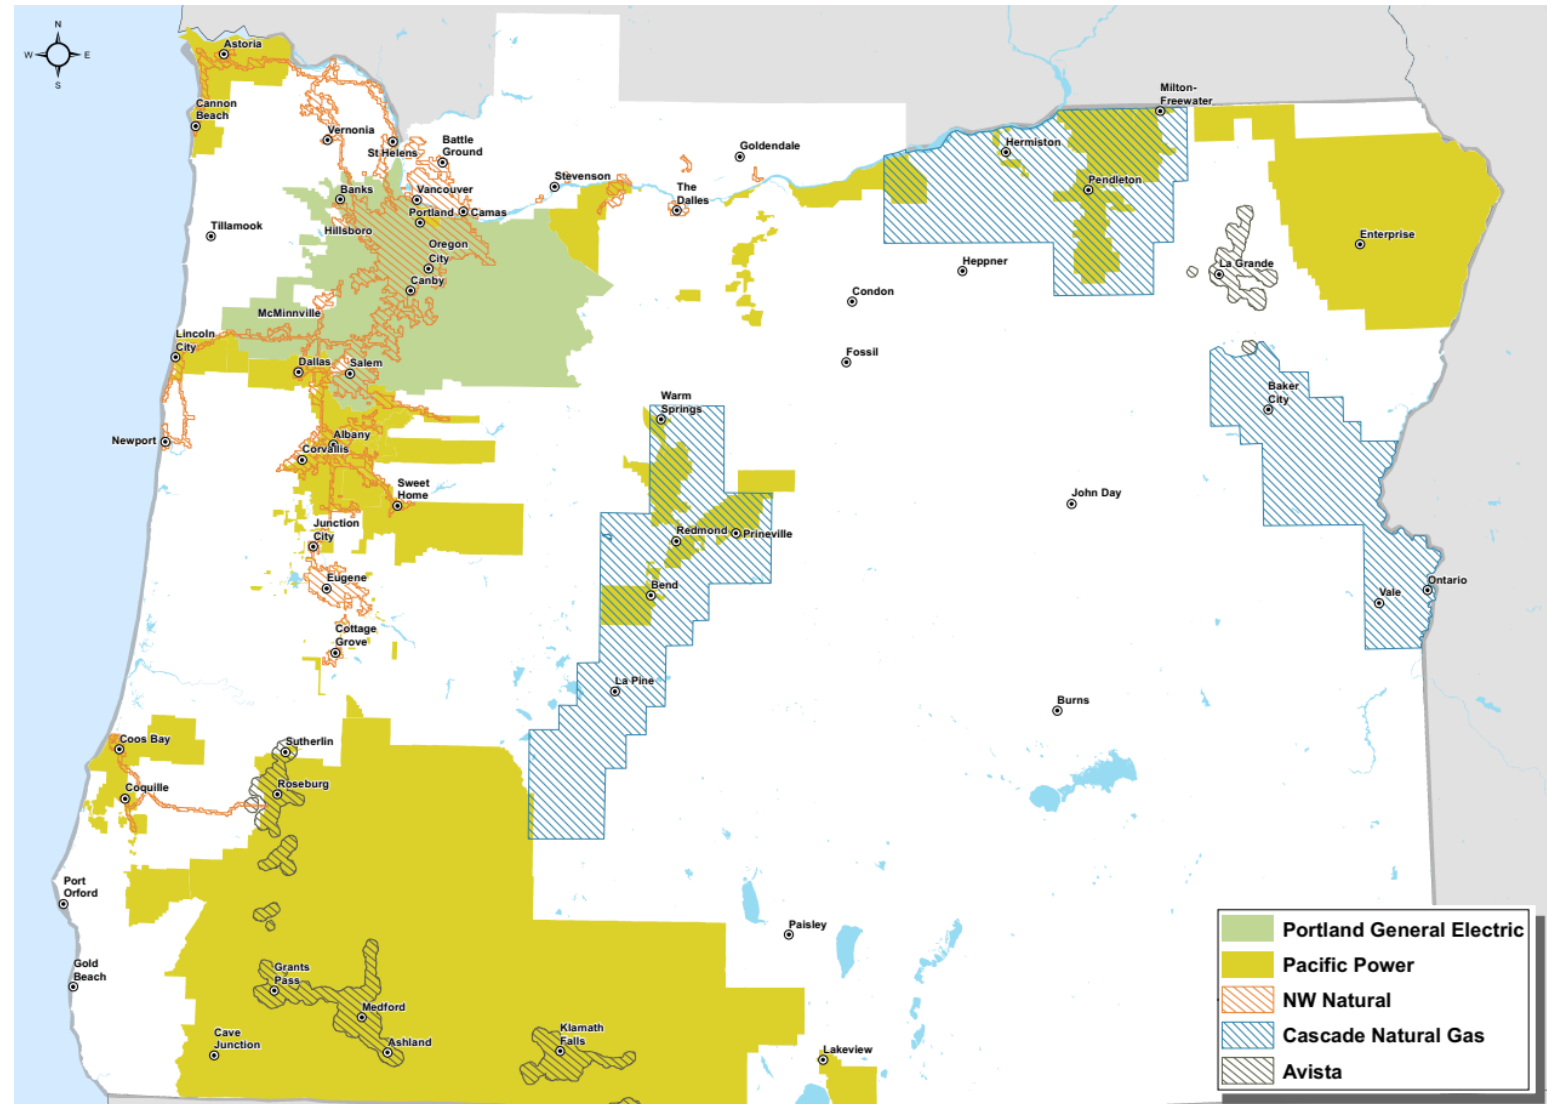 N
W
E
S
Astoria
Cannon
Beach
Vernonia
St Helens
Battle
Ground
Goldendale
Milton-
Freewater
Hermiston
Banks
Vancouver
Stevenson
The
Dalles
Pendleton
Portland
Camas
Tillamook
Hillsboro
Oregon
City
Enterprise
Canby
Heppner
La Grande
Condon
McMinnville
Lincoln
City
Dallas
Salem
Fossil
Warm
Springs
Baker
City
Newport
Albany
Corvallis
Sweet
Home
John Day
Junction
City
Redmond
Prineville
Eugene
Bend
Vale
Ontario
Cottage
Grove
La Pine
Burns
Coos Bay
Sutherlin
Coquille
Roseburg
Port
Orford
Paisley
Gold
Beach
Grants
Pass
Medford
Cave
Junction
Ashland
Klamath
Falls
Lakeview
Portland General Electric
Pacific Power
NW Natural
Cascade Natural Gas
Avista